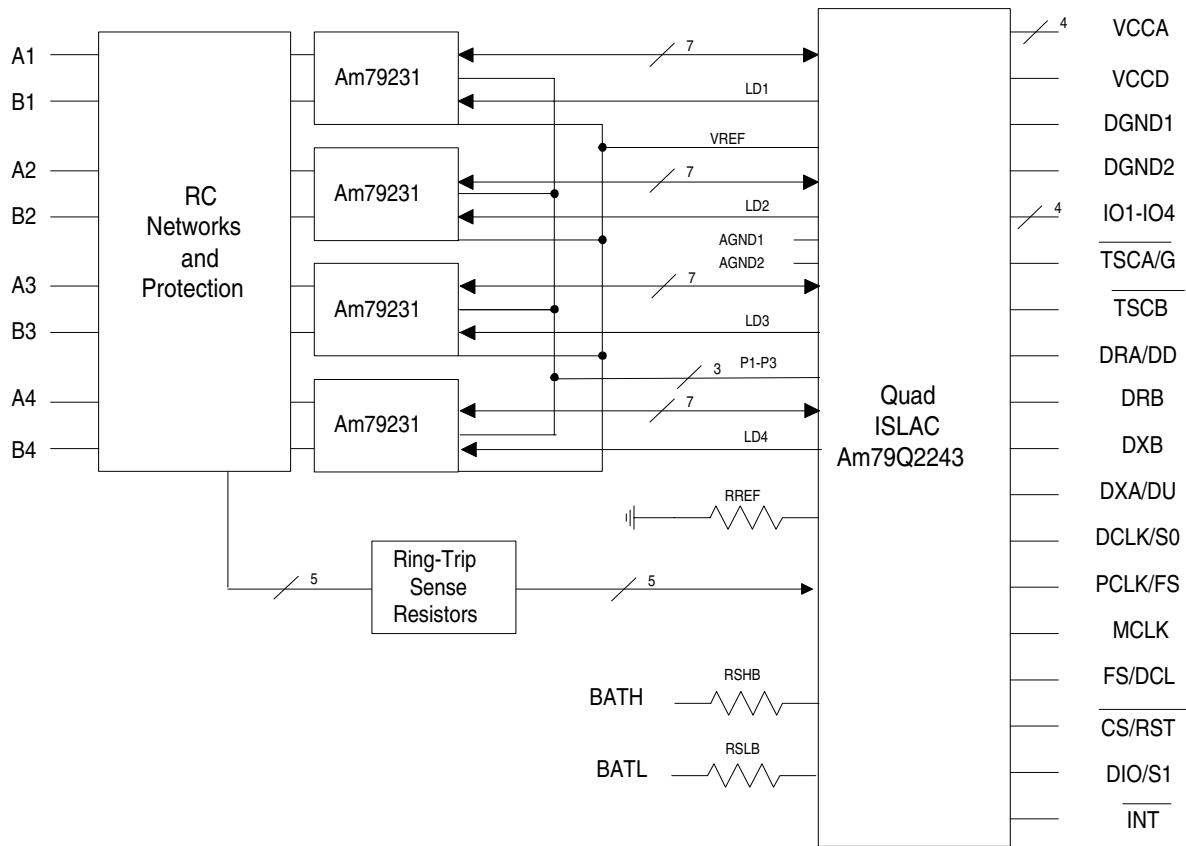 A1
B1
A2
B2
A3
B3
A4
B4
RC
Networks
and
Protection
Am79231
Am79231
Am79231
Am79231
7
LD1
VREF
7
LD2
AGND1
AGND2
7
LD3
3 P1-P3
7
LD4
RREF
5
Ring-Trip
Sense
Resistors
5
BATH
RSHB
BATL
RSLB
Quad
ISLAC
Am79Q2243
4 VCCA
VCCD
DGND1
DGND2
4 IO1-IO4
TSCA/G
TSCB
DRA/DD
DRB
DXB
DXA/DU
DCLK/S0
PCLK/FS
MCLK
FS/DCL
CS/RST
DIO/S1
INT